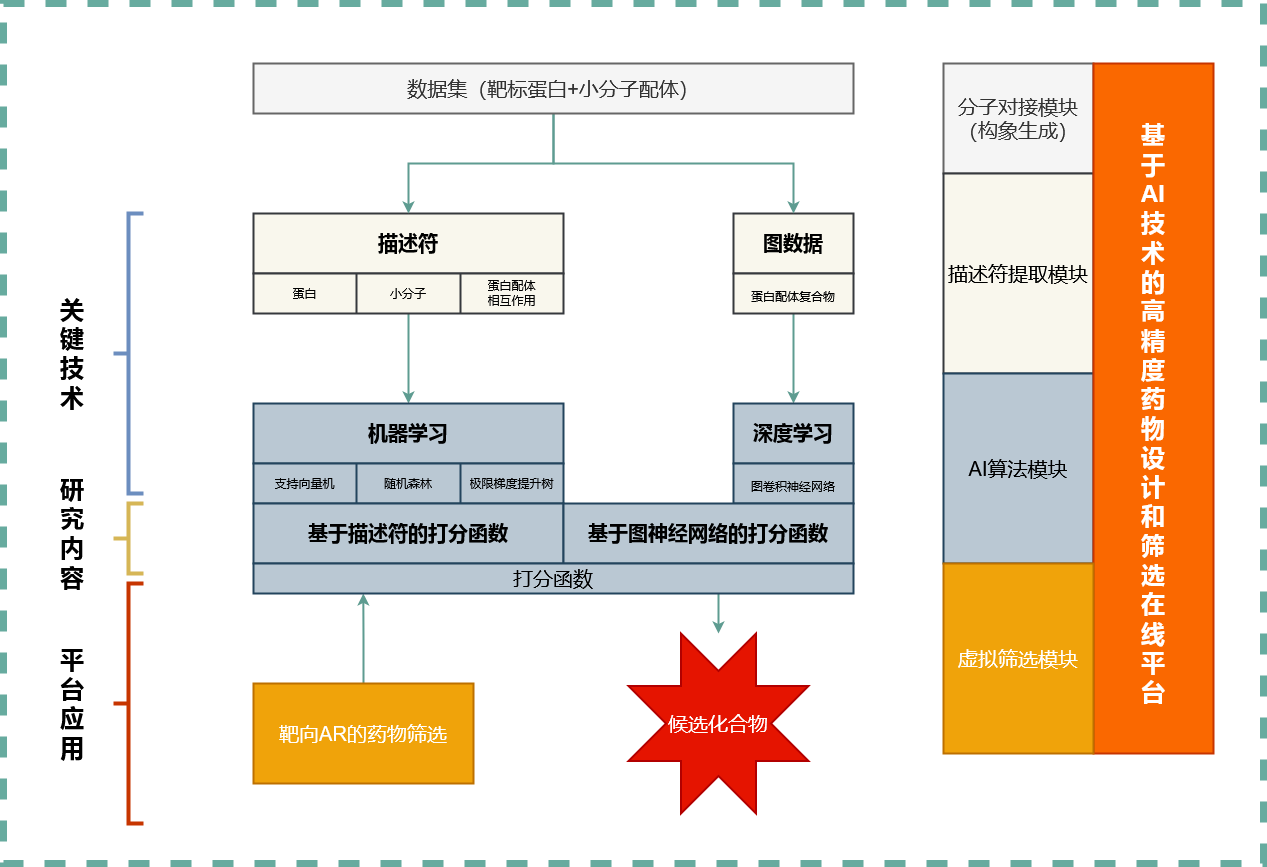 数据集（靶标蛋白+小分子配体）
描述符
蛋白
小分子
蛋白配体
相互作用
图数据
蛋白配体复合物
机器学习
支持向量机
随机森林
极限梯度提升树
深度学习
图卷积神经网络
基于描述符的打分函数
基于图神经网络的打分函数
打分函数
靶向AR的药物筛选
候选化合物
关键技术
研究内容
平台应用
分子对接模块
（构象生成）
描述符提取模块
AI算法模块
虚拟筛选模块
基于AI技术的高精度药物设计和筛选在线平台